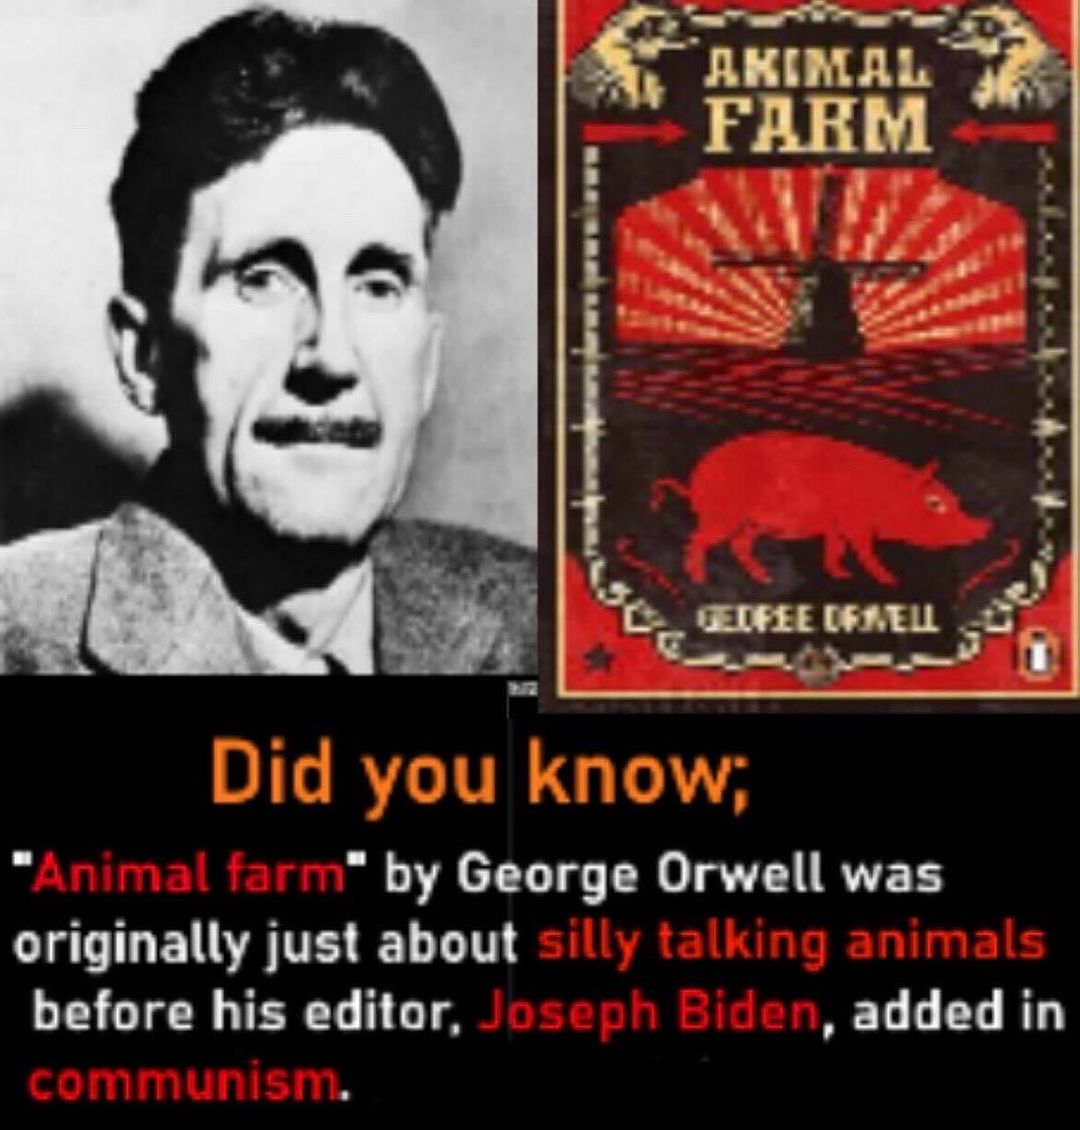 ANIMAL
FARM
GEORGE ORWELL
Did you know;
"Animal farm" by George Orwell was
originally just about silly talking animals
before his editor, Joseph Biden, added in
communism.